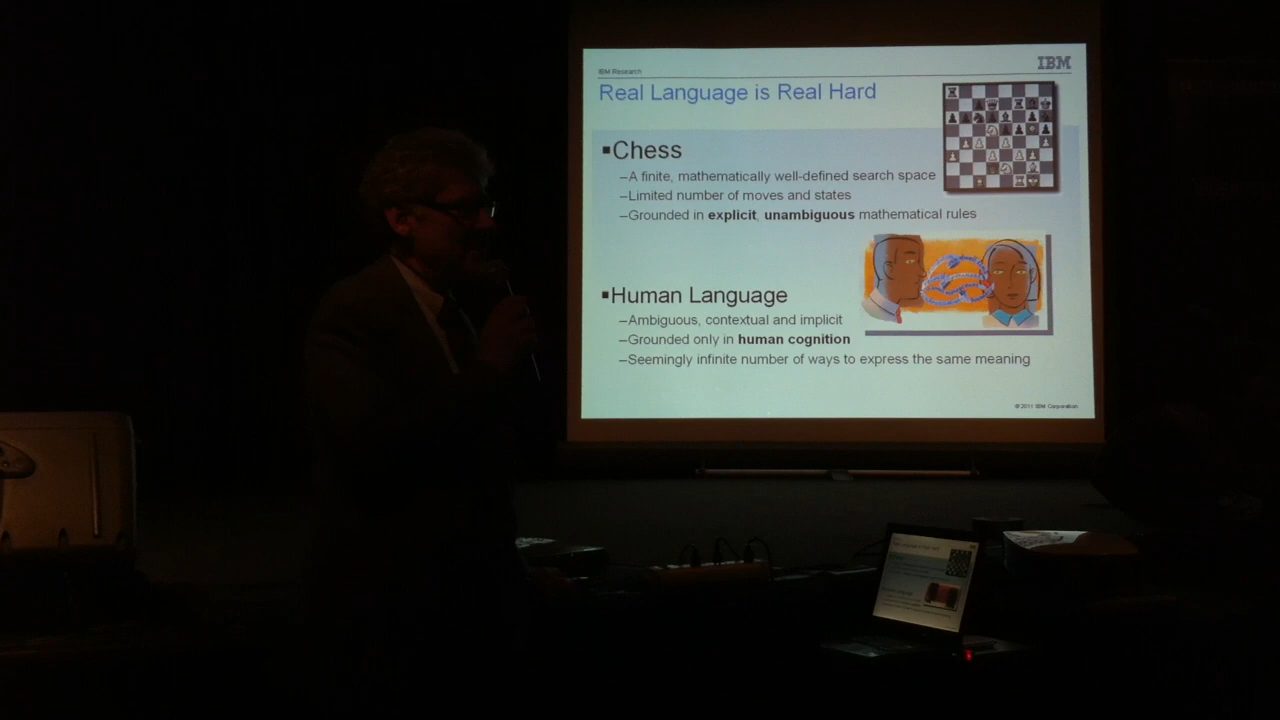 IBM Research
IBM
Real Language is Real Hard
▪Chess
–A finite, mathematically well-defined search space
–Limited number of moves and states
–Grounded in explicit, unambiguous mathematical rules
▪Human Language
–Ambiguous, contextual and implicit
–Grounded only in human cognition
–Seemingly infinite number of ways to express the same meaning
© 2011 IBM Corporation